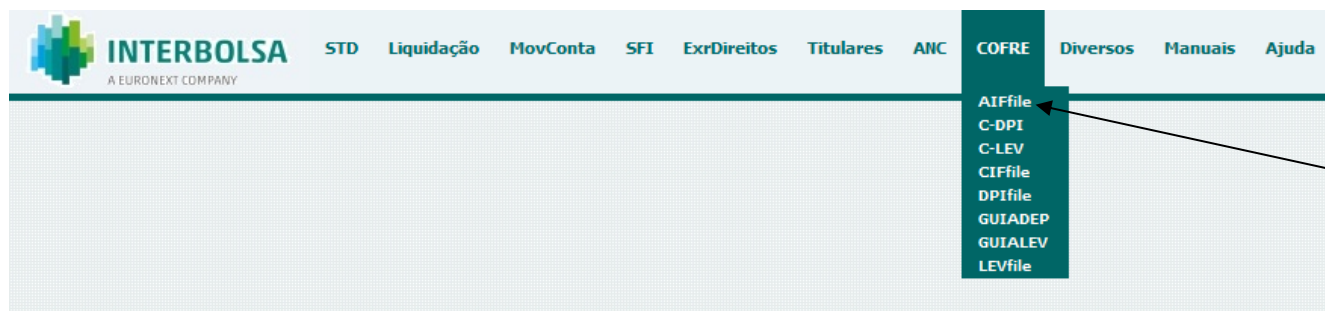 INTERBOLSA
A EURONEXT COMPANY
STD Liquidação MovConta SFI ExrDireitos Titulares ANC COFRE Diversos Manuais Ajuda
AIFfile
C-DPI
C-LEV
CIFfile
DPIfile
GUIADEP
GUIALEV
LEVfile